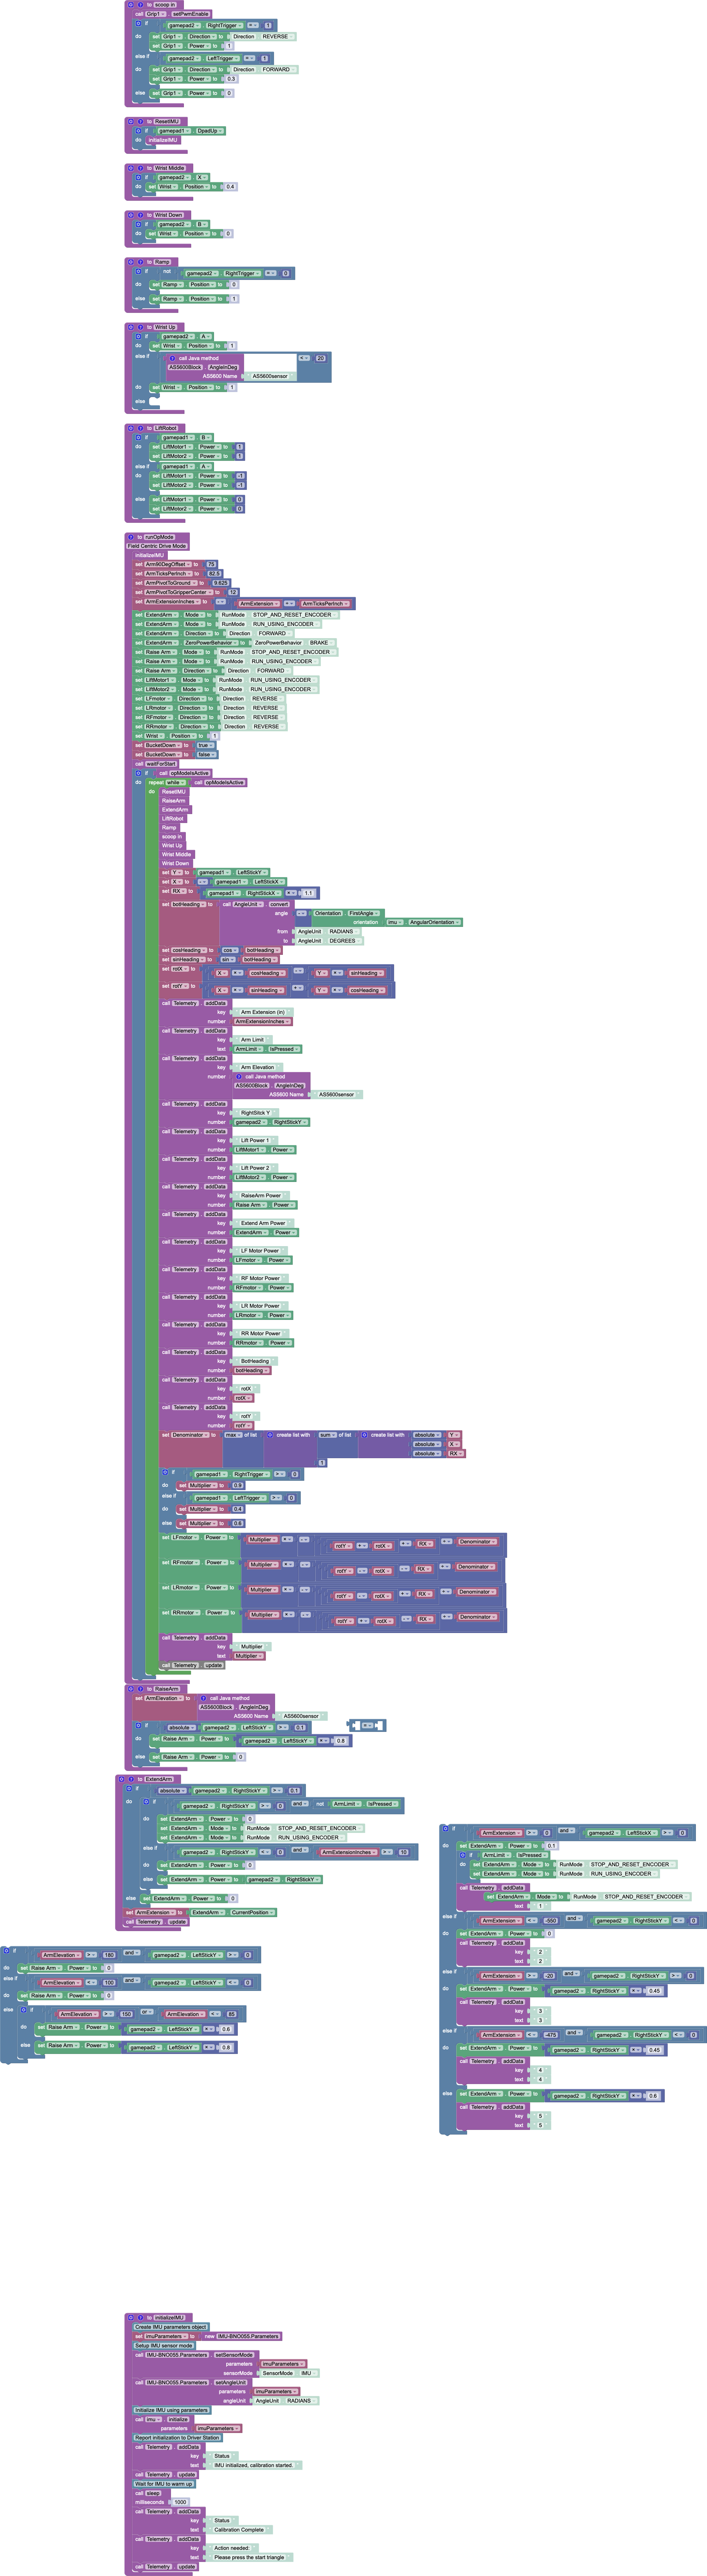 to scoop in
call Grip1 . setPwmEnable
if gamepad2 . RightTrigger = 1
do set Grip1 . Direction to Direction REVERSE
set Grip1 . Power to 1
else if gamepad2 . LeftTrigger = 1
do set Grip1 . Direction to Direction FORWARD
set Grip1 . Power to 0.3
else set Grip1 . Power to 0
to ResetIMU
if gamepad1 . DpadUp
do initializeIMU
to Wrist Middle
if gamepad2 . X
do set Wrist . Position to 0.4
to Wrist Down
if gamepad2 . B
do set Wrist . Position to 0
to Ramp
if not gamepad2 . RightTrigger = 0
do set Ramp . Position to 0
else set Ramp . Position to 1
to Wrist Up
if gamepad2 . A
do set Wrist . Position to 1
else if call Java method < 20
AS5600Block . AngleInDeg
AS5600 Name AS5600sensor
do set Wrist . Position to 1
else
to LiftRobot
if gamepad1 . B
do set LiftMotor1 . Power to 1
set LiftMotor2 . Power to 1
else if gamepad1 . A
do set LiftMotor1 . Power to -1
set LiftMotor2 . Power to -1
else set LiftMotor1 . Power to 0
set LiftMotor2 . Power to 0
to runOpMode
Field Centric Drive Mode
initializeIMU
set Arm90DegOffset to 75
set ArmTicksPerInch to 82.5
set ArmPivotToGround to 9.625
set ArmPivotToGripperCenter to 12
set ArmExtensionInches to - ArmExtension ÷ ArmTicksPerInch
set ExtendArm . Mode to RunMode STOP_AND_RESET_ENCODER
set ExtendArm . Mode to RunMode RUN_USING_ENCODER
set ExtendArm . Direction to Direction FORWARD
set ExtendArm . ZeroPowerBehavior to ZeroPowerBehavior BRAKE
set Raise Arm . Mode to RunMode STOP_AND_RESET_ENCODER
set Raise Arm . Mode to RunMode RUN_USING_ENCODER
set Raise Arm . Direction to Direction FORWARD
set LiftMotor1 . Mode to RunMode RUN_USING_ENCODER
set LiftMotor2 . Mode to RunMode RUN_USING_ENCODER
set LFmotor . Direction to Direction REVERSE
set LRmotor . Direction to Direction REVERSE
set RFmotor . Direction to Direction REVERSE
set RRmotor . Direction to Direction REVERSE
set Wrist . Position to 1
set BucketDown to true
set BucketDown to false
call waitForStart
if call opModeIsActive
do repeat while call opModeIsActive
do ResetIMU
RaiseArm
ExtendArm
LiftRobot
Ramp
scoop in
Wrist Up
Wrist Middle
Wrist Down
set Y to gamepad1 . LeftStickY
set X to - gamepad1 . LeftStickX
set RX to gamepad1 . RightStickX × 1.1
set botHeading to call AngleUnit . convert
angle - Orientation . FirstAngle
orientation imu . AngularOrientation
from AngleUnit RADIANS
to AngleUnit DEGREES
set cosHeading to cos botHeading
set sinHeading to sin botHeading
set rotX to X × cosHeading - Y × sinHeading
set rotY to X × sinHeading + Y × cosHeading
call Telemetry . addData
key Arm Extension (in)
number ArmExtensionInches
call Telemetry . addData
key Arm Limit
text ArmLimit . IsPressed
call Telemetry . addData
key Arm Elevation
number call Java method
AS5600Block . AngleInDeg
AS5600 Name AS5600sensor
call Telemetry . addData
key RightStick Y
number gamepad2 . RightStickY
call Telemetry . addData
key Lift Power 1
number LiftMotor1 . Power
call Telemetry . addData
key Lift Power 2
number LiftMotor2 . Power
call Telemetry . addData
key RaiseArm Power
number Raise Arm . Power
call Telemetry . addData
key Extend Arm Power
number ExtendArm . Power
call Telemetry . addData
key LF Motor Power
number LFmotor . Power
call Telemetry . addData
key RF Motor Power
number RFmotor . Power
call Telemetry . addData
key LR Motor Power
number LRmotor . Power
call Telemetry . addData
key RR Motor Power
number RRmotor . Power
call Telemetry . addData
key BotHeading
number botHeading
call Telemetry . addData
key rotX
number rotX
call Telemetry . addData
key rotY
number rotY
set Denominator to max of list create list with sum of list create list with absolute Y
absolute X
absolute RX
1
if gamepad1 . RightTrigger > 0
do set Multiplier to 0.9
else if gamepad1 . LeftTrigger > 0
do set Multiplier to 0.4
else set Multiplier to 0.6
set LFmotor . Power to Multiplier × - rotY + rotX + RX ÷ Denominator
set RFmotor . Power to Multiplier × - rotY - rotX - RX ÷ Denominator
set LRmotor . Power to Multiplier × - rotY - rotX + RX ÷ Denominator
set RRmotor . Power to Multiplier × - rotY + rotX - RX ÷ Denominator
call Telemetry . addData
key Multiplier
text Multiplier
call Telemetry . update
to RaiseArm
set ArmElevation to call Java method
AS5600Block . AngleInDeg
AS5600 Name AS5600sensor
if absolute gamepad2 . LeftStickY > 0.1
do set Raise Arm . Power to gamepad2 . LeftStickY × 0.8
else set Raise Arm . Power to 0
to ExtendArm
if absolute gamepad2 . RightStickY > 0.1
do if gamepad2 . RightStickY > 0 and not ArmLimit . IsPressed
do set ExtendArm . Power to 0
set ExtendArm . Mode to RunMode STOP_AND_RESET_ENCODER
set ExtendArm . Mode to RunMode RUN_USING_ENCODER
else if gamepad2 . RightStickY < 0 and ArmExtensionInches > 10
do set ExtendArm . Power to 0
else set ExtendArm . Power to gamepad2 . RightStickY
else set ExtendArm . Power to 0
set ArmExtension to ExtendArm . CurrentPosition
call Telemetry . update
if ArmExtension > 0 and gamepad2 . LeftStickX > 0
do set ExtendArm . Power to 0.1
if ArmLimit . IsPressed
do set ExtendArm . Mode to RunMode STOP_AND_RESET_ENCODER
set ExtendArm . Mode to RunMode RUN_USING_ENCODER
call Telemetry . addData
set ExtendArm . Mode to RunMode STOP_AND_RESET_ENCODER
text 1
else if ArmExtension < -550 and gamepad2 . RightStickY < 0
do set ExtendArm . Power to 0
call Telemetry . addData
key 2
text 2
else if ArmExtension > -20 and gamepad2 . RightStickY > 0
do set ExtendArm . Power to gamepad2 . RightStickY × 0.45
call Telemetry . addData
key 3
text 3
else if ArmExtension < -475 and gamepad2 . RightStickY < 0
do set ExtendArm . Power to gamepad2 . RightStickY × 0.45
call Telemetry . addData
key 4
text 4
else set ExtendArm . Power to gamepad2 . RightStickY × 0.6
call Telemetry . addData
key 5
text 5
if ArmElevation > 180 and gamepad2 . LeftStickY > 0
do set Raise Arm . Power to 0
else if ArmElevation < 100 and gamepad2 . LeftStickY < 0
do set Raise Arm . Power to 0
else if ArmElevation > 150 or ArmElevation < 85
do set Raise Arm . Power to gamepad2 . LeftStickY × 0.6
else set Raise Arm . Power to gamepad2 . LeftStickY × 0.8
to initializeIMU
Create IMU parameters object
set imuParameters to new IMU-BNO055.Parameters
Setup IMU sensor mode
call IMU-BNO055.Parameters . setSensorMode
parameters imuParameters
sensorMode SensorMode IMU
call IMU-BNO055.Parameters . setAngleUnit
parameters imuParameters
angleUnit AngleUnit RADIANS
Initialize IMU using parameters
call imu . initialize
parameters imuParameters
Report initialization to Driver Station
call Telemetry . addData
key Status
text IMU initialized, calibration started.
call Telemetry . update
Wait for IMU to warm up
call sleep
milliseconds 1000
call Telemetry . addData
key Status
text Calibration Complete
call Telemetry . addData
key Action needed:
text Please press the start triangle
call Telemetry . update